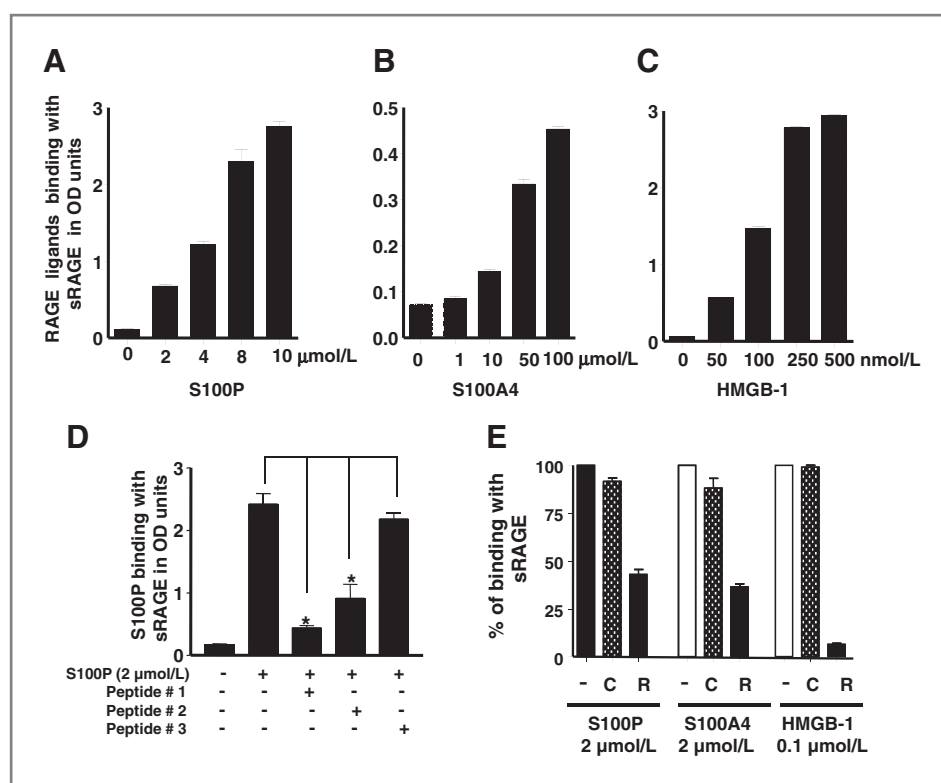 A
B
C
RAGE ligands binding with
sRAGE in OD units
3
2
1
0
0 2 4 8 10 µmol/L
S100P
0.5
0.4
0.3
0.2
0.1
0.0
0 1 10 50 100 µmol/L
S100A4
3
2
1
0
0 50 100 250 500 nmol/L
HMGB-1
D
S100P binding with
sRAGE in OD units
3
2
1
0
* *
S100P (2 µmol/L) - + + + +
Peptide # 1 - - + - -
Peptide # 2 - - - + -
Peptide # 3 - - - - +
E
% of binding with
sRAGE
100
75
50
25
0
- C R - C R - C R
S100P S100A4 HMGB-1
2 µmol/L 2 µmol/L 0.1 µmol/L